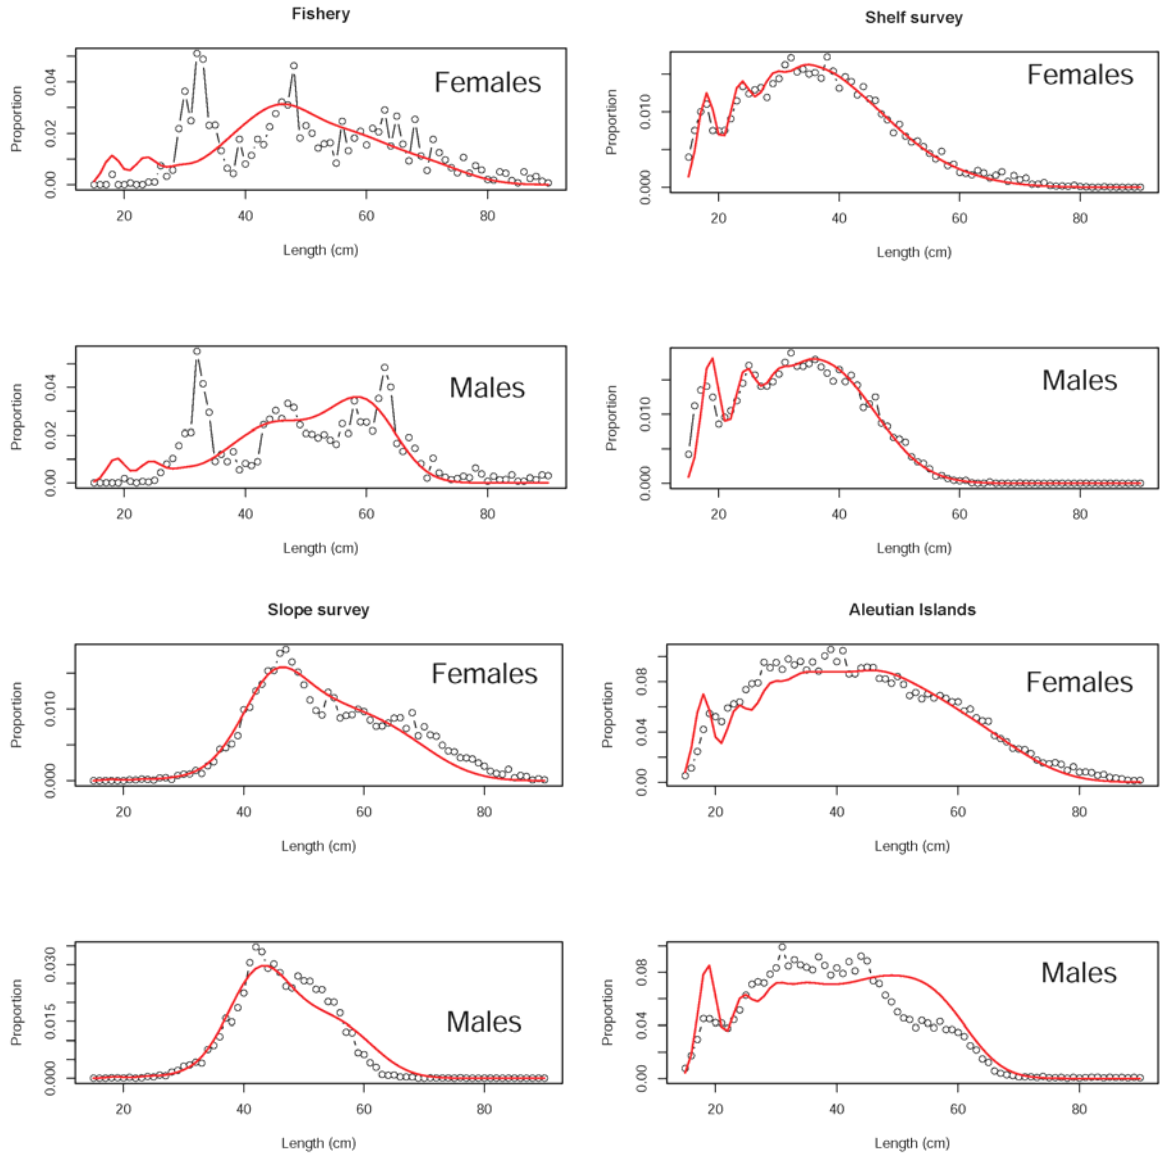 Fishery
Females
Proportion
0.00 0.02 0.04
20 40 60 80
Length (cm)
Shelf survey
Females
Proportion
0.000 0.010
20 40 60 80
Length (cm)
Males
Proportion
0.00 0.02 0.04
20 40 60 80
Length (cm)
Males
Proportion
0.000 0.010
20 40 60 80
Length (cm)
Slope survey
Females
Proportion
0.000 0.010
20 40 60 80
Length (cm)
Aleutian Islands
Females
Proportion
0.00 0.04 0.08
20 40 60 80
Length (cm)
Males
Proportion
0.000 0.015 0.030
20 40 60 80
Length (cm)
Males
Proportion
0.00 0.04 0.08
20 40 60 80
Length (cm)